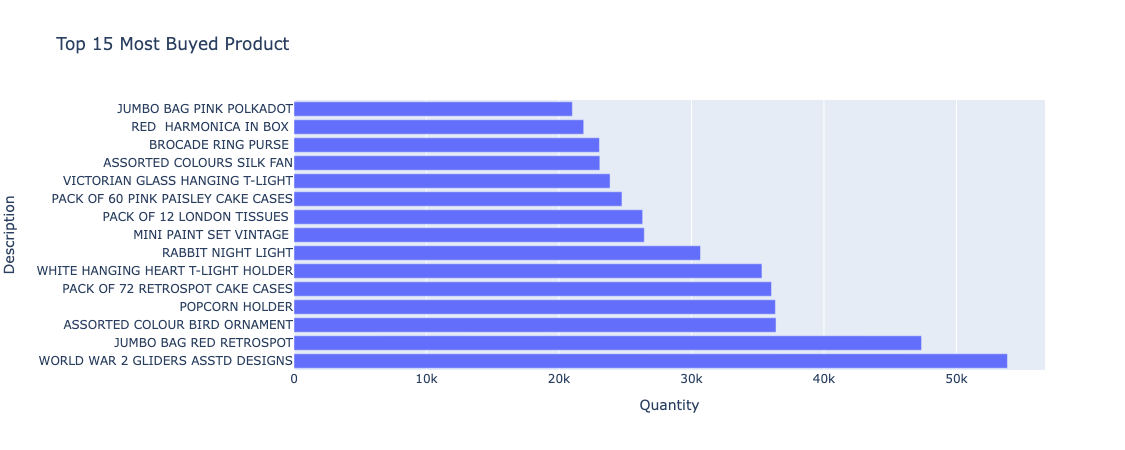 Top 15 Most Buyed Product
Description
JUMBO BAG PINK POLKADOT
RED  HARMONICA IN BOX
BROCADE RING PURSE
ASSORTED COLOURS SILK FAN
VICTORIAN GLASS HANGING T-LIGHT
PACK OF 60 PINK PAISLEY CAKE CASES
PACK OF 12 LONDON TISSUES
MINI PAINT SET VINTAGE
RABBIT NIGHT LIGHT
WHITE HANGING HEART T-LIGHT HOLDER
PACK OF 72 RETROSPOT CAKE CASES
POPCORN HOLDER
ASSORTED COLOUR BIRD ORNAMENT
JUMBO BAG RED RETROSPOT
WORLD WAR 2 GLIDERS ASSTD DESIGNS
0 10k 20k 30k 40k 50k
Quantity